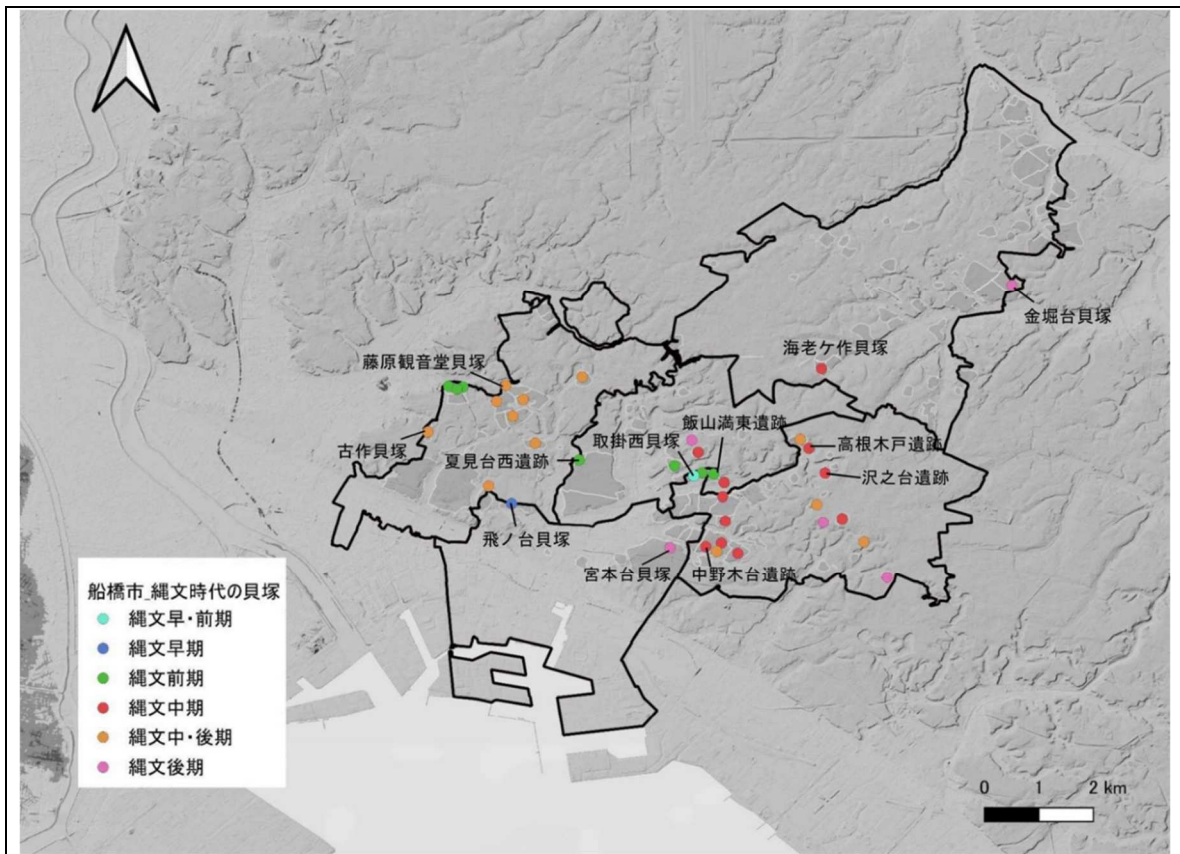 金堀台貝塚
海老ケ作貝塚
藤原観音堂貝塚
飯山満東遺跡
古作貝塚
取掛西貝塚
高根木戸遺跡
夏見台西遺跡
沢之台遺跡
飛ノ台貝塚
宮本台貝塚
中野木台遺跡
船橋市_縄文時代の貝塚
縄文早・前期
縄文早期
縄文前期
縄文中期
縄文中・後期
縄文後期
0 1 2 km